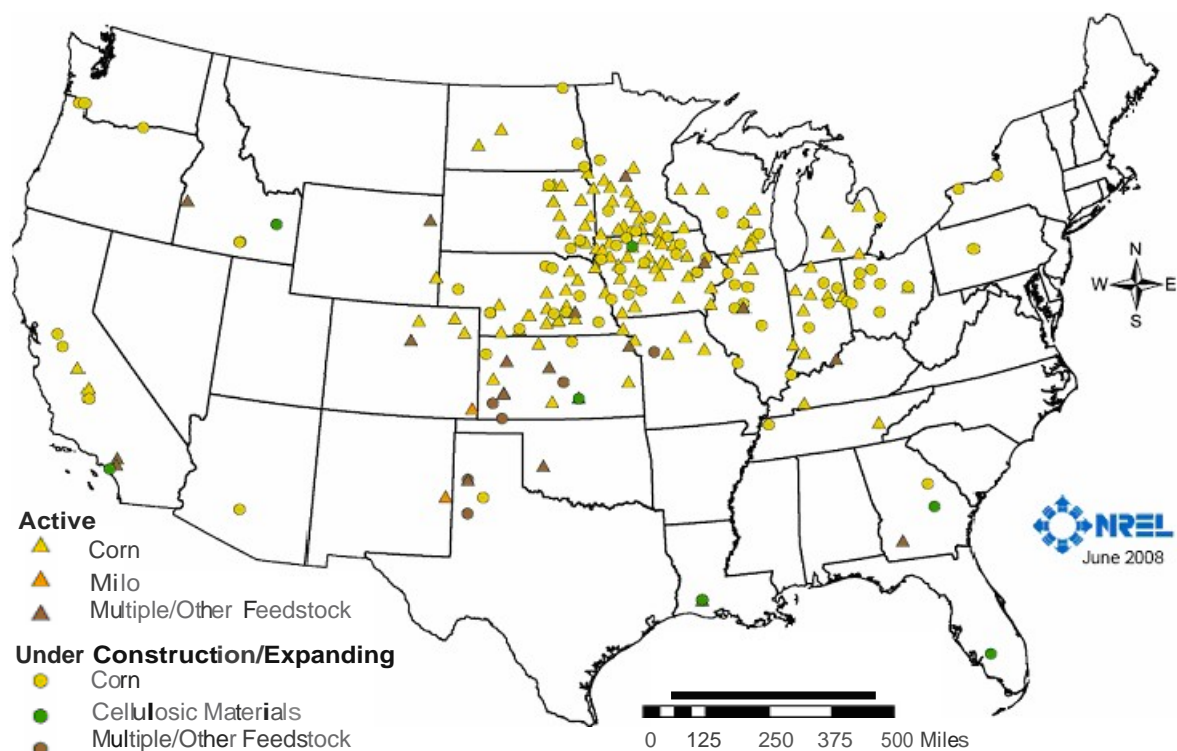 N
W E
S
NREL
June 2008
Active
Corn
Milo
Multiple/Other Feedstock
Under Construction/Expanding
Corn
Cellulosic Materials
Multiple/Other Feedstock
0 125 250 375 500 Miles